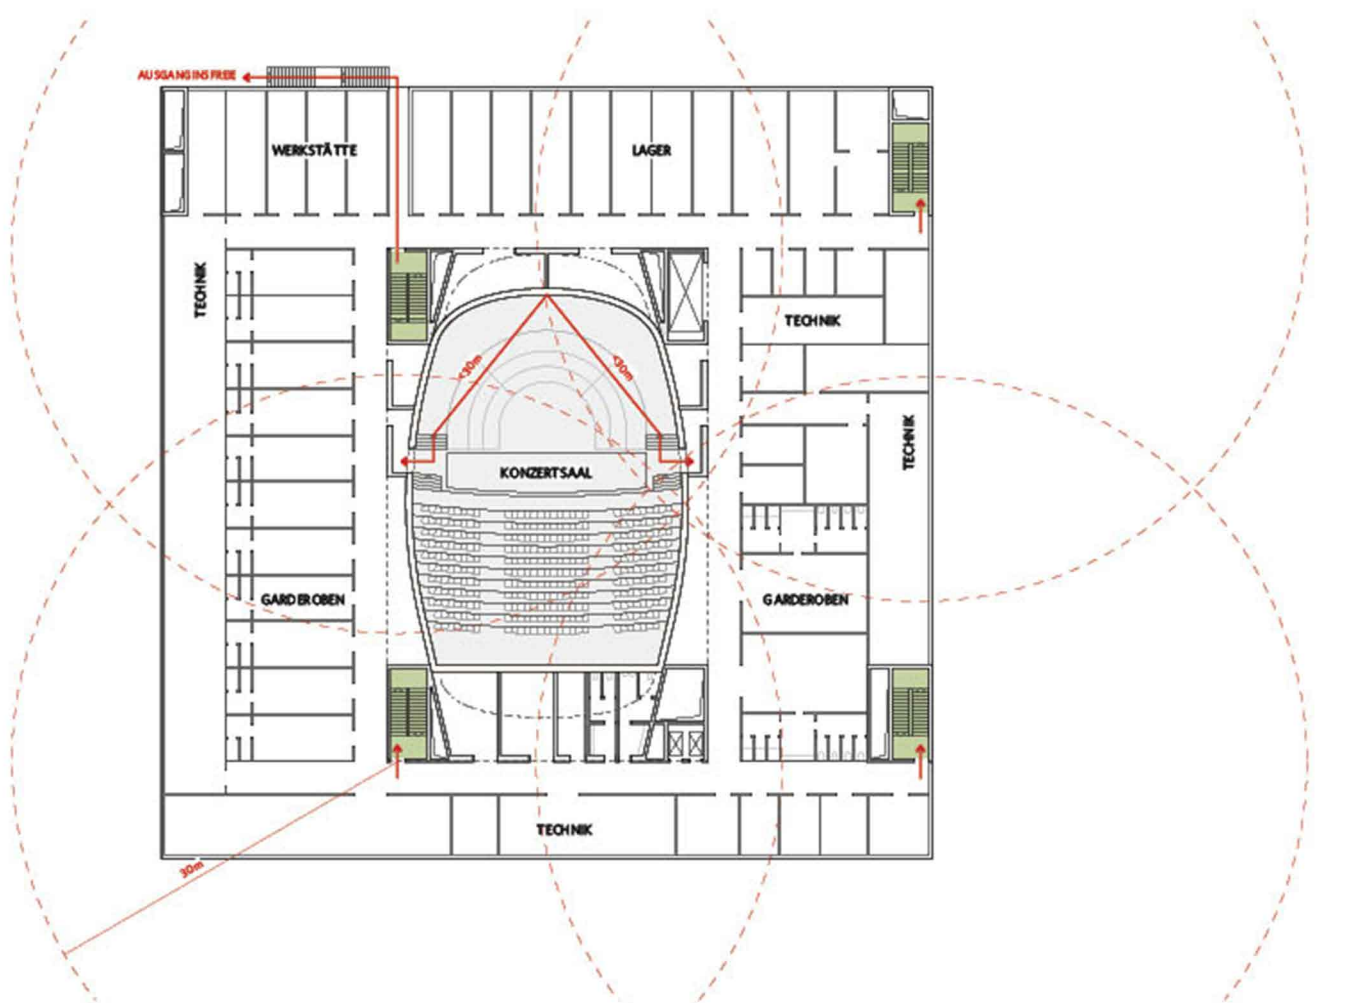 AUSGANG INS FREIE
WERKSTÄTTE
LAGER
TECHNIK
TECHNIK
<30m
<30m
TECHNIK
KONZERTSAAL
GARDEROBEN
GARDEROBEN
TECHNIK
30m